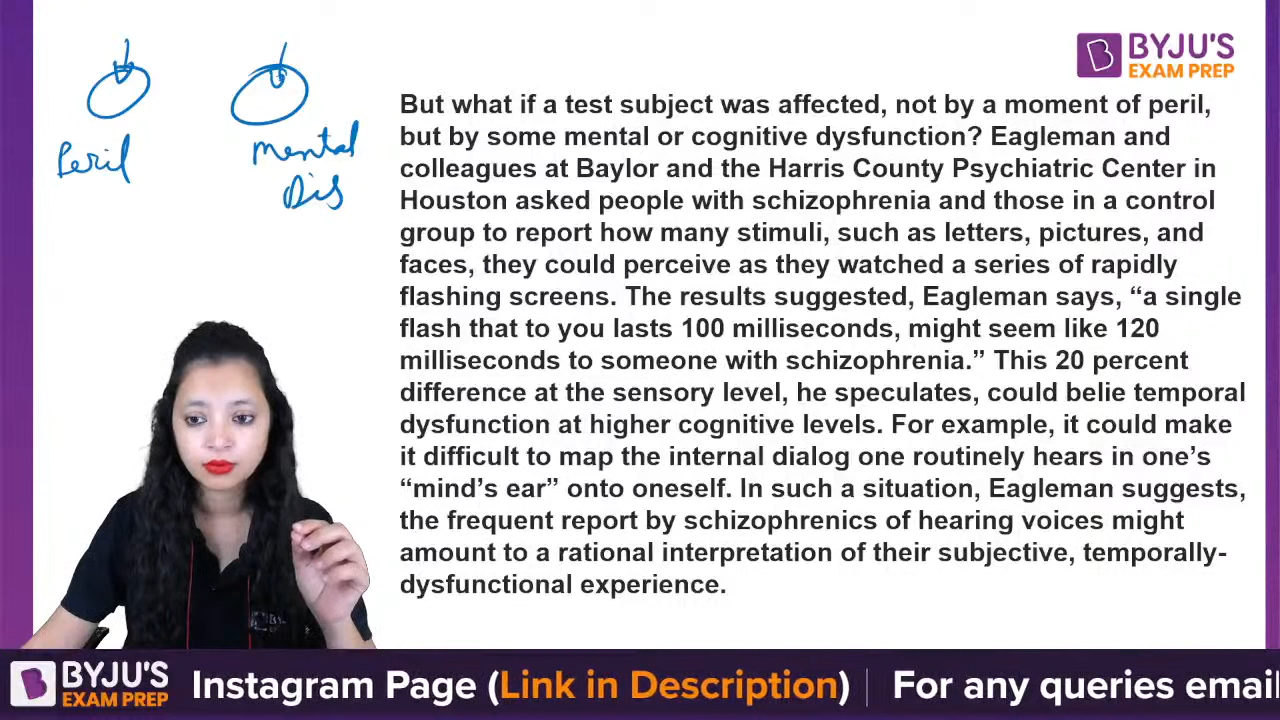 BYJU'S
EXAM PREP
Peril
Mental
Dis
But what if a test subject was affected, not by a moment of peril,
but by some mental or cognitive dysfunction? Eagleman and
colleagues at Baylor and the Harris County Psychiatric Center in
Houston asked people with schizophrenia and those in a control
group to report how many stimuli, such as letters, pictures, and
faces, they could perceive as they watched a series of rapidly
flashing screens. The results suggested, Eagleman says, “a single
flash that to you lasts 100 milliseconds, might seem like 120
milliseconds to someone with schizophrenia.” This 20 percent
difference at the sensory level, he speculates, could belie temporal
dysfunction at higher cognitive levels. For example, it could make
it difficult to map the internal dialog one routinely hears in one’s
“mind’s ear” onto oneself. In such a situation, Eagleman suggests,
the frequent report by schizophrenics of hearing voices might
amount to a rational interpretation of their subjective, temporally-
dysfunctional experience.
BYJU'S
EXAM PREP
Instagram Page (Link in Description) | For any queries email